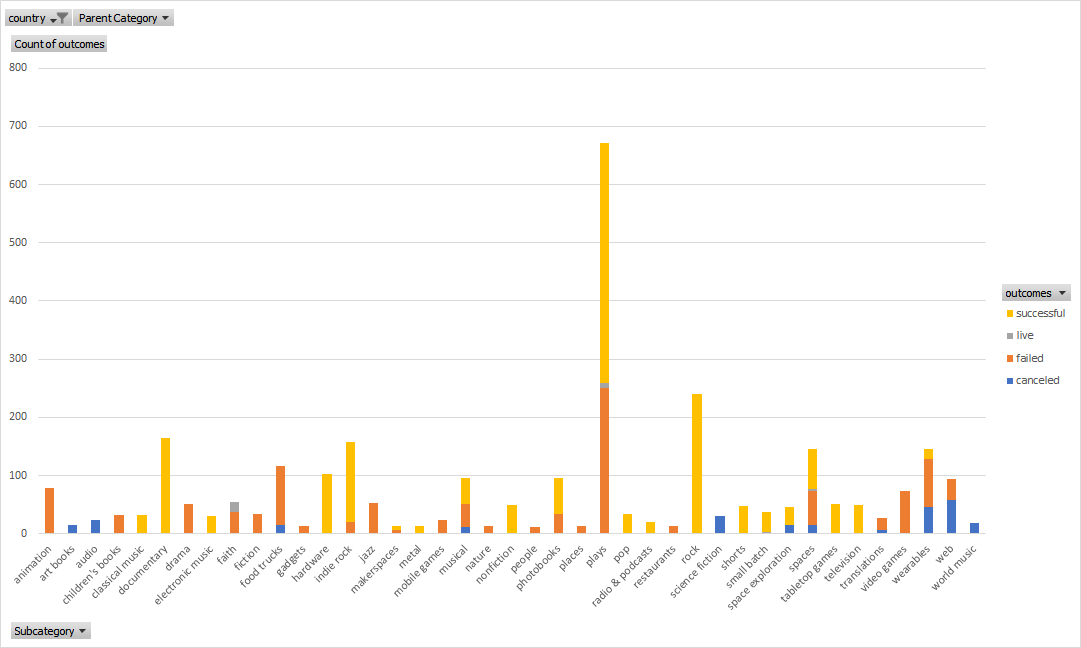 country
Parent Category
Count of outcomes
800
700
600
500
400
300
200
100
0
animation
art books
audio
children's books
classical music
documentary
drama
electronic music
faith
fiction
food trucks
gadgets
hardware
indie rock
jazz
makerspaces
metal
mobile games
musical
nature
nonfiction
people
photobooks
places
plays
pop
radio & podcasts
restaurants
rock
science fiction
shorts
small batch
space exploration
spaces
tabletop games
television
translations
video games
wearables
web
world music
outcomes
successful
live
failed
canceled
Subcategory